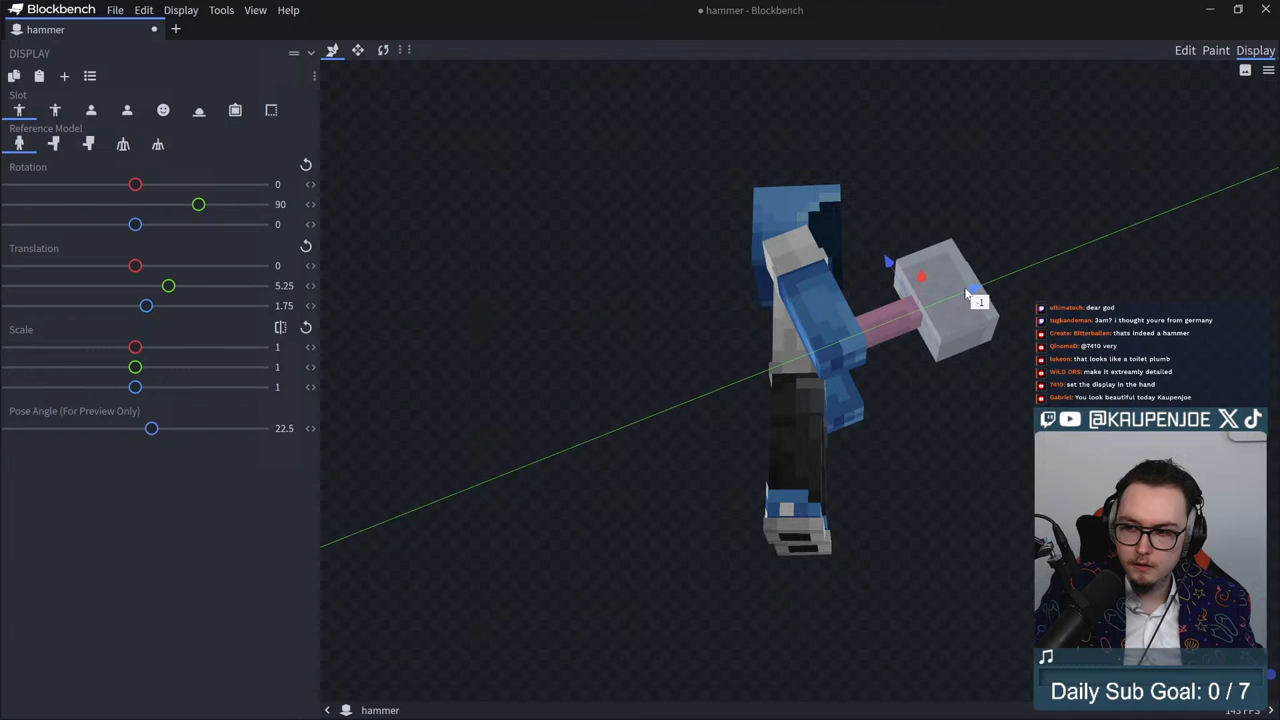 Blockbench File Edit Display Tools View Help
hammer - Blockbench
hammer
DISPLAY
Edit Paint Display
Slot
Reference Model
Rotation
0
90
0
Translation
0
5.25
1.75
Scale
1
1
1
Pose Angle (For Preview Only)
22.5
-1
ultimatech: dear god
tugkandeman: 3am? i thought youre from germany
Create: Bitterballen: thats indeed a hammer
QinomeD: @7410 very
lukeon: that looks like a toilet plumb
WiLD DRS: make it extreamly detailed
7410: set the display in the hand
Gabriel: You look beautiful today Kaupenjoe
@KAUPENJOE
Daily Sub Goal: 0 / 7
hammer